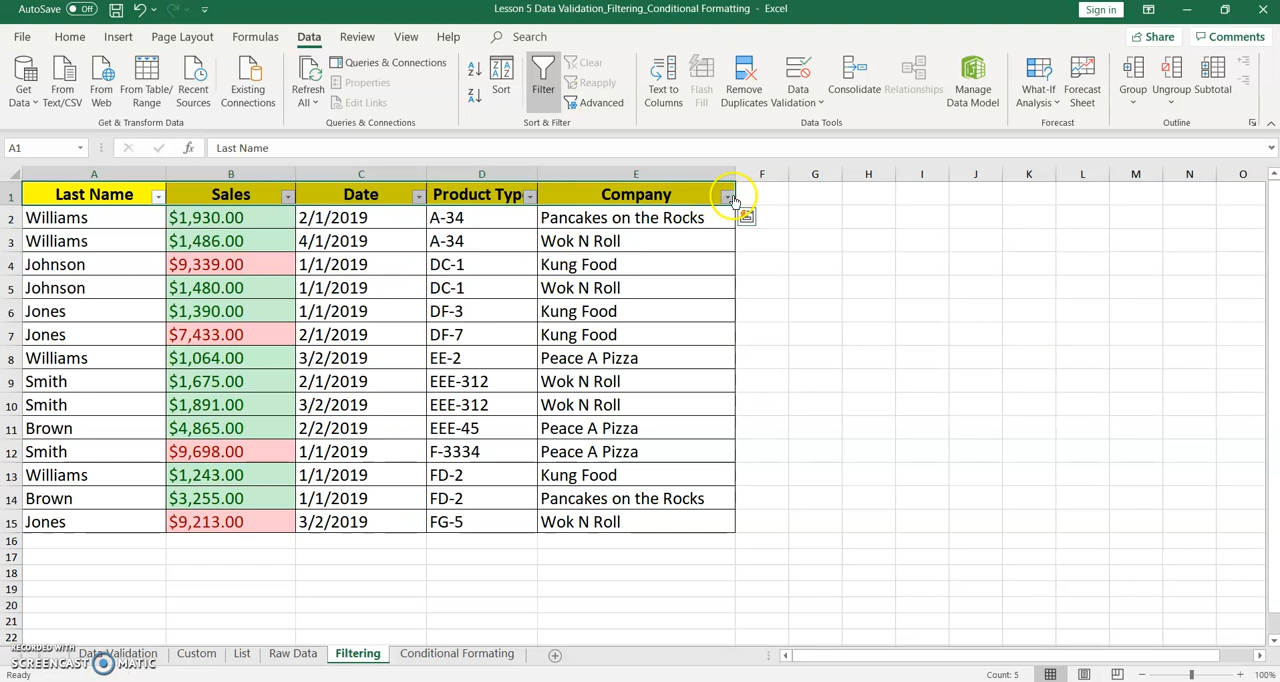 AutoSave Off
Lesson 5 Data Validation_Filtering_Conditional Formatting - Excel
Sign in
File Home Insert Page Layout Formulas Data Review View Help Search
Share Comments
Get Data From Text/CSV From Web From Table/Range Recent Sources Existing Connections
Refresh All Queries & Connections Properties Edit Links
Sort Filter Clear Reapply Advanced
Text to Columns Flash Fill Remove Duplicates Data Validation Consolidate Relationships Manage Data Model
What-If Analysis Forecast Sheet Group Ungroup Subtotal
Get & Transform Data Queries & Connections Sort & Filter Data Tools Forecast Outline
A1 fx Last Name
A B C D E F G H I J K L M N O
1 Last Name Sales Date Product Typ Company
2 Williams $1,930.00 2/1/2019 A-34 Pancakes on the Rocks
3 Williams $1,486.00 4/1/2019 A-34 Wok N Roll
4 Johnson $9,339.00 1/1/2019 DC-1 Kung Food
5 Johnson $1,480.00 1/1/2019 DC-1 Wok N Roll
6 Jones $1,390.00 1/1/2019 DF-3 Kung Food
7 Jones $7,433.00 2/1/2019 DF-7 Kung Food
8 Williams $1,064.00 3/2/2019 EE-2 Peace A Pizza
9 Smith $1,675.00 2/1/2019 EEE-312 Wok N Roll
10 Smith $1,891.00 3/2/2019 EEE-312 Wok N Roll
11 Brown $4,865.00 2/2/2019 EEE-45 Peace A Pizza
12 Smith $9,698.00 1/1/2019 F-3334 Peace A Pizza
13 Williams $1,243.00 1/1/2019 FD-2 Kung Food
14 Brown $3,255.00 1/1/2019 FD-2 Pancakes on the Rocks
15 Jones $9,213.00 3/2/2019 FG-5 Wok N Roll
16
17
18
19
20
21
22
RECORDED WITH
SCREENCAST MATIC
Data Validation Custom List Raw Data Filtering Conditional Formating
Ready Count: 5 100%